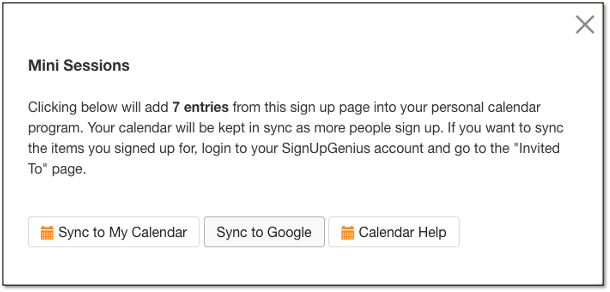 Mini Sessions
Clicking below will add 7 entries from this sign up page into your personal calendar
program. Your calendar will be kept in sync as more people sign up. If you want to sync
the items you signed up for, login to your SignUpGenius account and go to the "Invited
To" page.
Sync to My Calendar Sync to Google Calendar Help